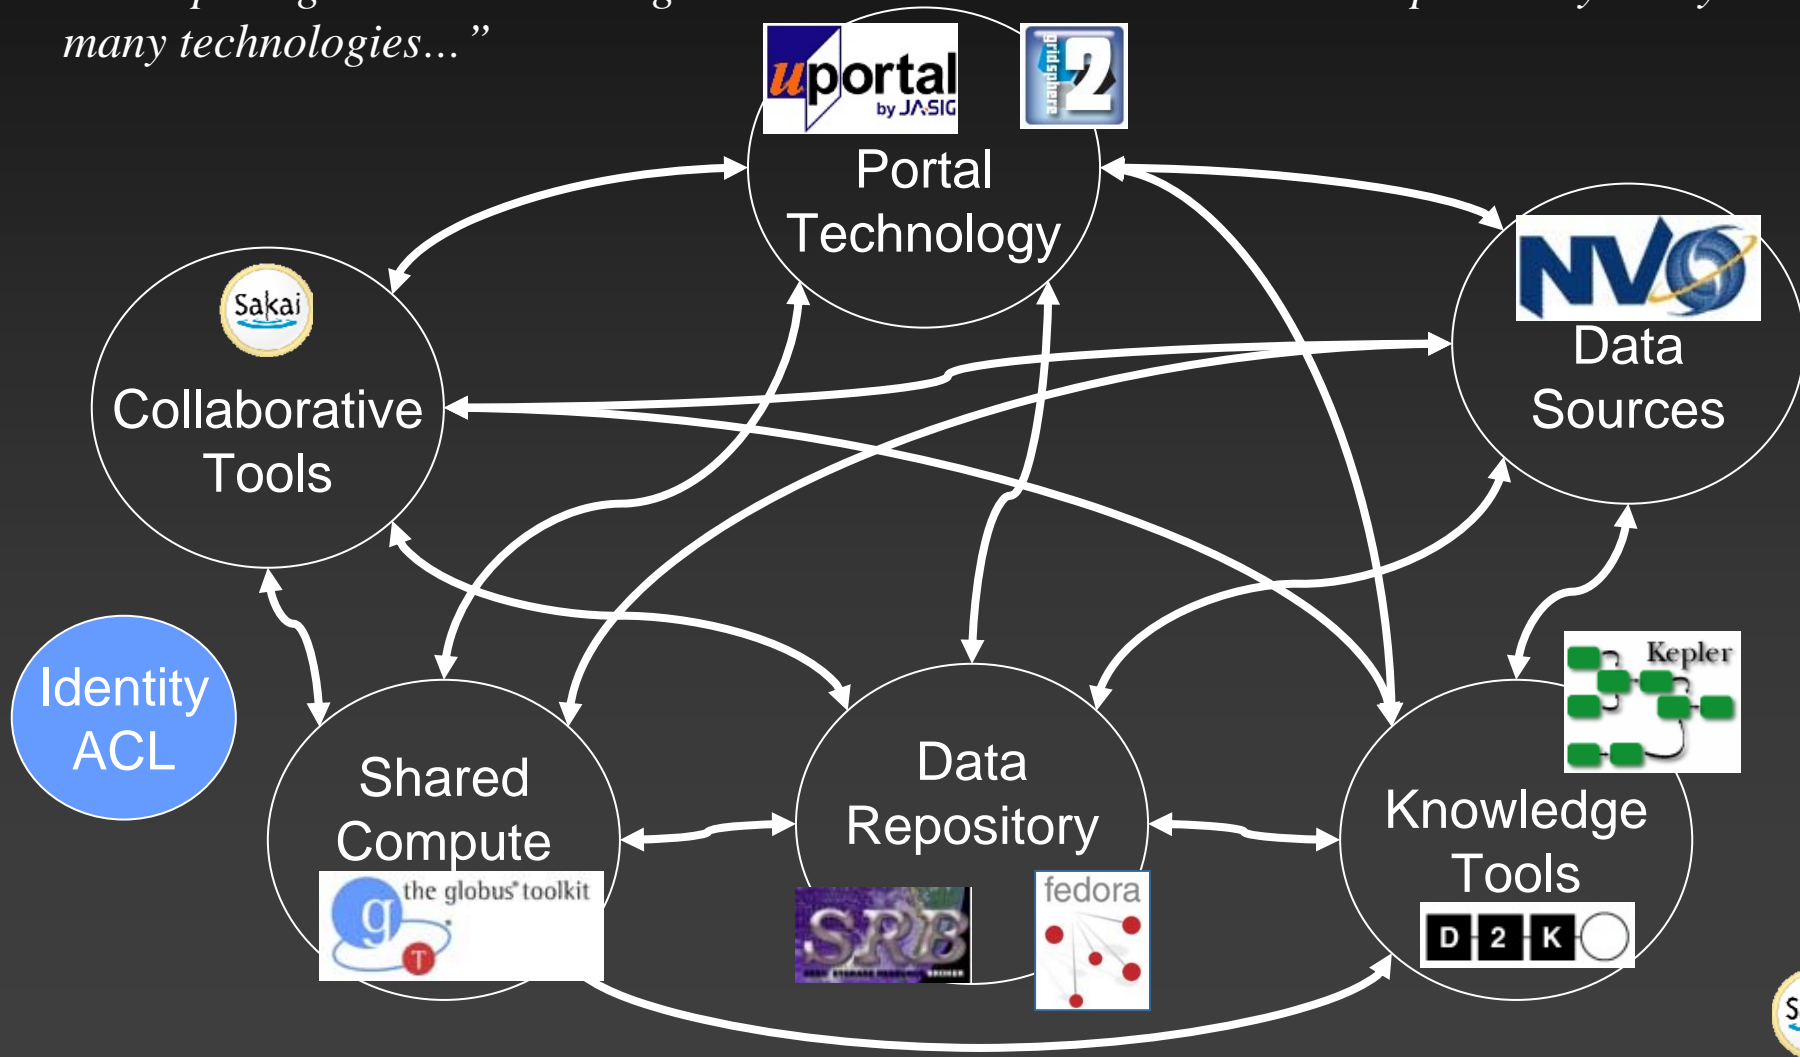 many technologies…”
uportal
by JA-SIG
gridsphere
2
Portal
Technology
NVO
Data
Sources
Sakai
Collaborative
Tools
Kepler
Identity
ACL
Shared
Compute
the globus® toolkit
g
T
Data
Repository
SRB
fedora
Knowledge
Tools
D 2 K